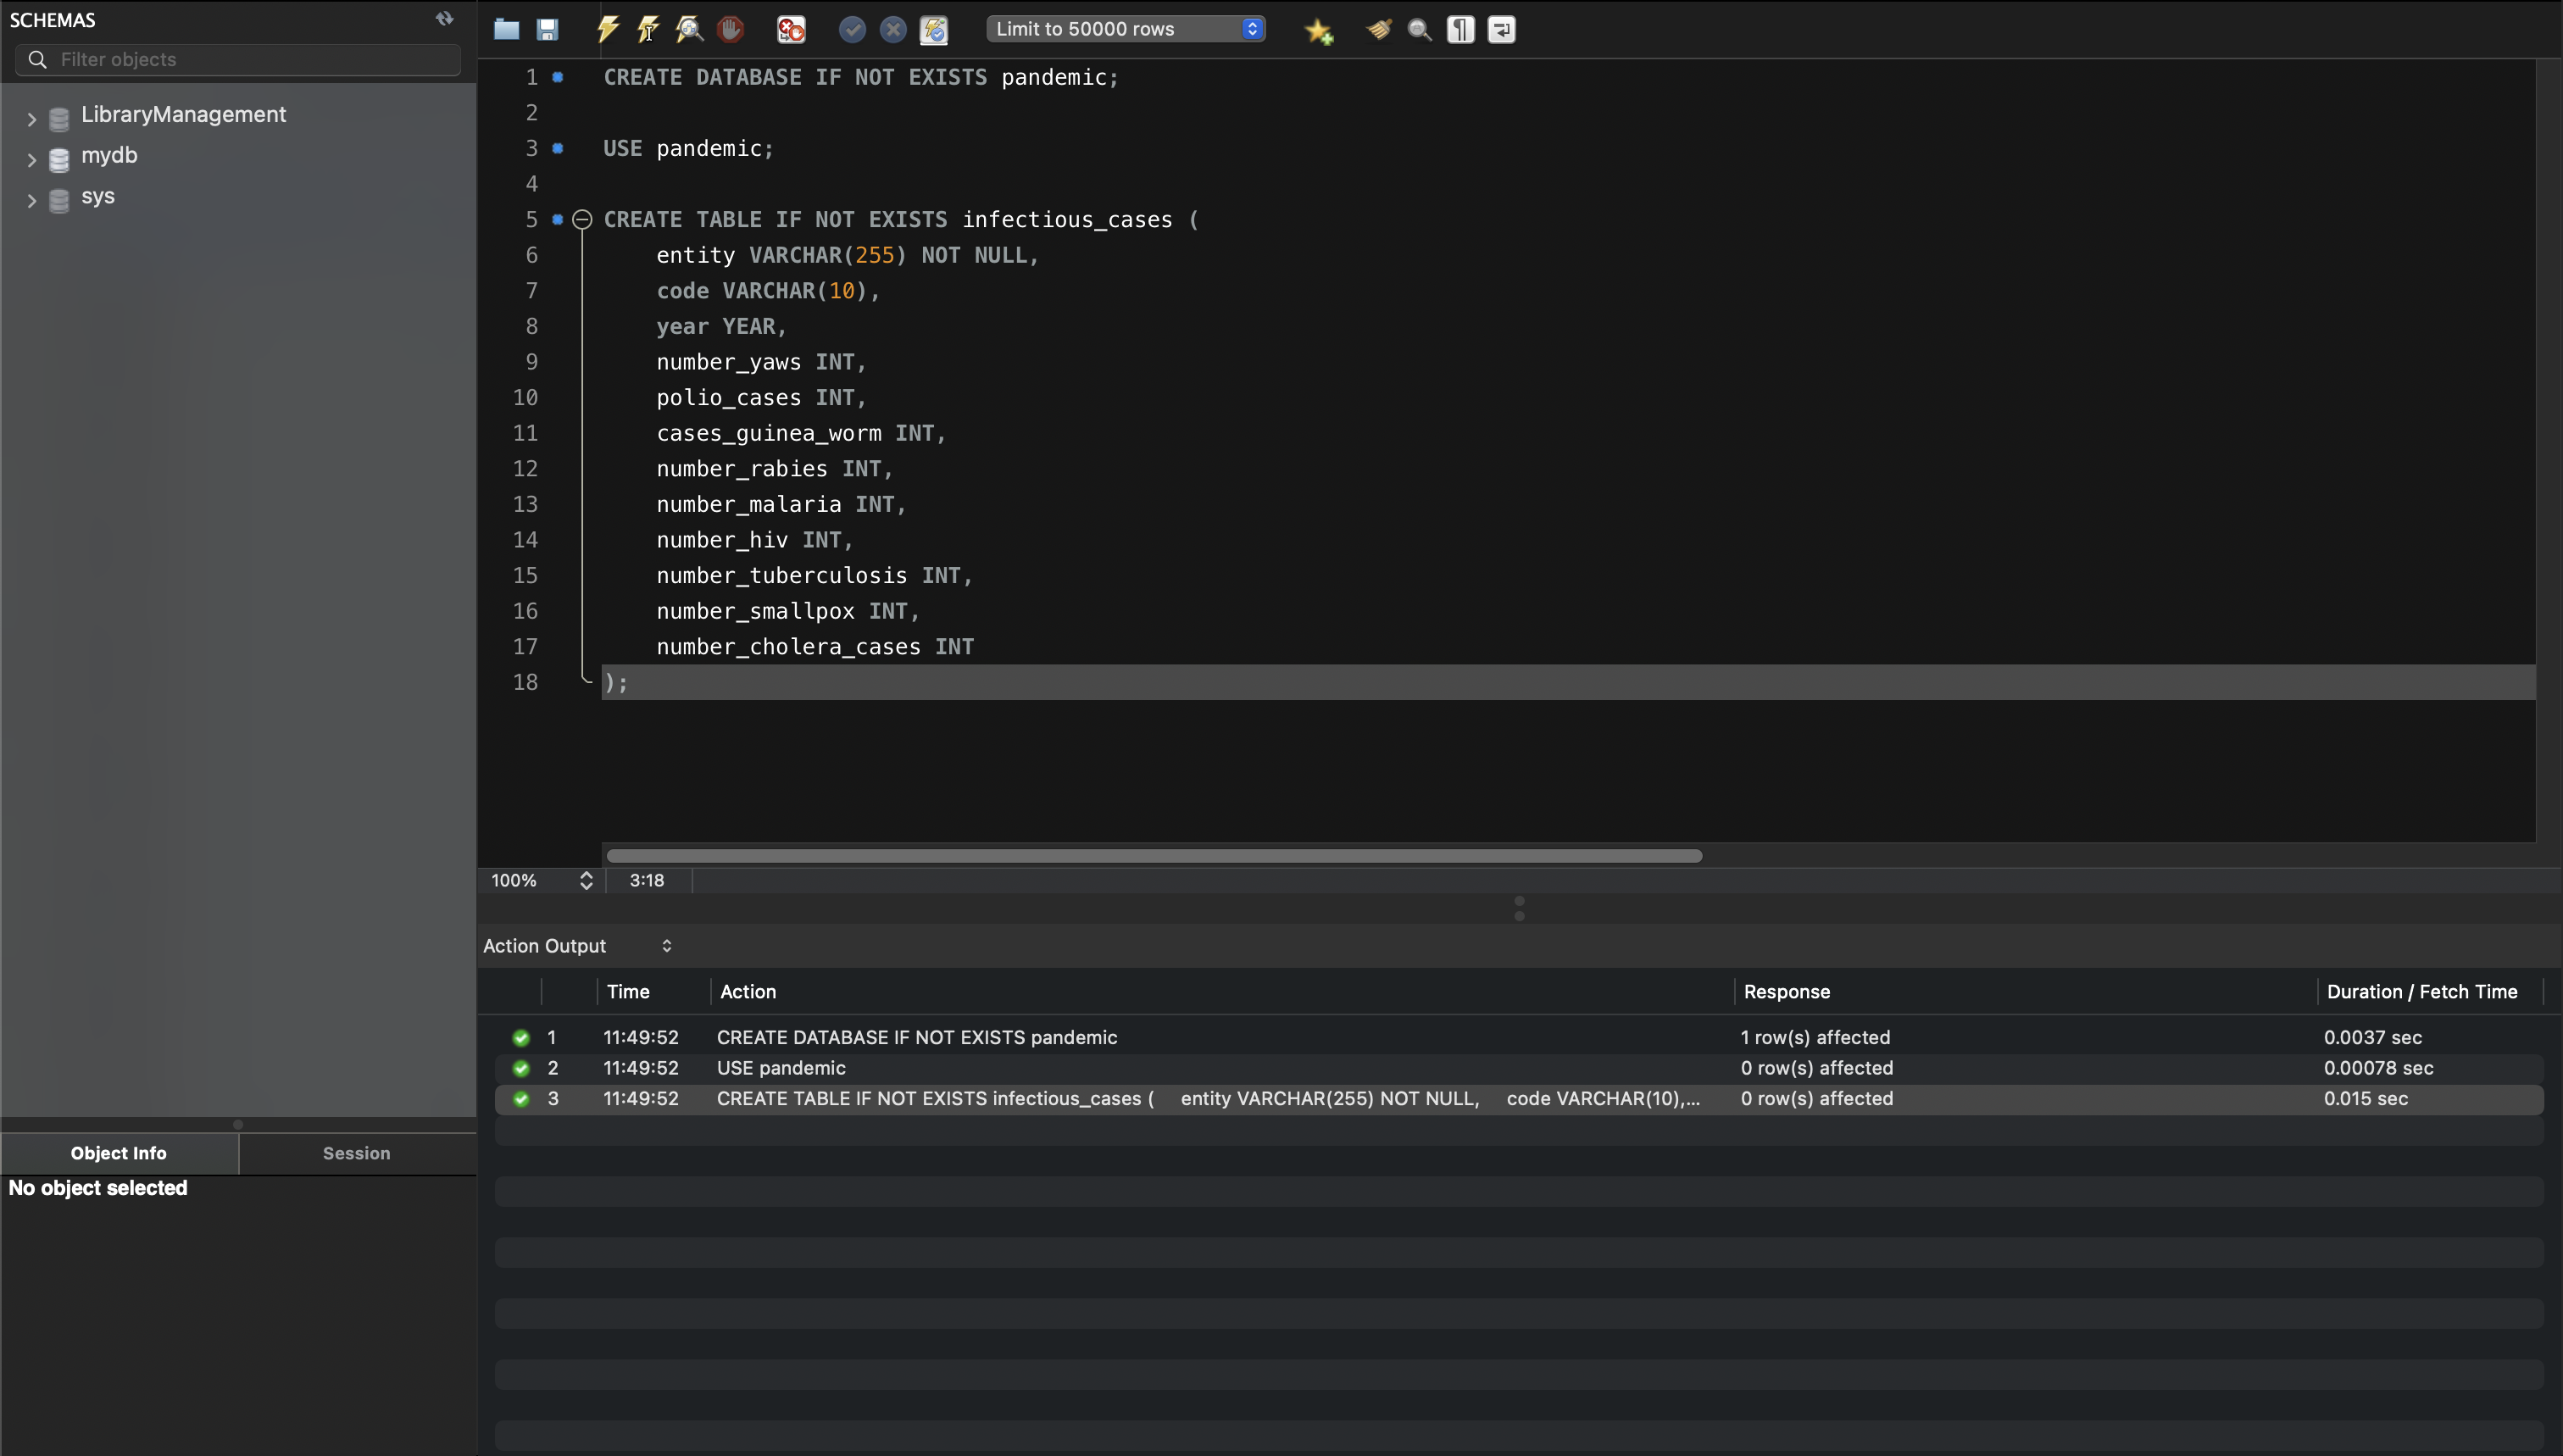 SCHEMAS
Filter objects
LibraryManagement
mydb
sys
Object Info
Session
No object selected
Limit to 50000 rows
1 CREATE DATABASE IF NOT EXISTS pandemic;
2
3 USE pandemic;
4
5 CREATE TABLE IF NOT EXISTS infectious_cases (
6 entity VARCHAR(255) NOT NULL,
7 code VARCHAR(10),
8 year YEAR,
9 number_yaws INT,
10 polio_cases INT,
11 cases_guinea_worm INT,
12 number_rabies INT,
13 number_malaria INT,
14 number_hiv INT,
15 number_tuberculosis INT,
16 number_smallpox INT,
17 number_cholera_cases INT
18 );
100% 3:18
Action Output
Time Action Response Duration / Fetch Time
1 11:49:52 CREATE DATABASE IF NOT EXISTS pandemic 1 row(s) affected 0.0037 sec
2 11:49:52 USE pandemic 0 row(s) affected 0.00078 sec
3 11:49:52 CREATE TABLE IF NOT EXISTS infectious_cases ( entity VARCHAR(255) NOT NULL, code VARCHAR(10),... 0 row(s) affected 0.015 sec